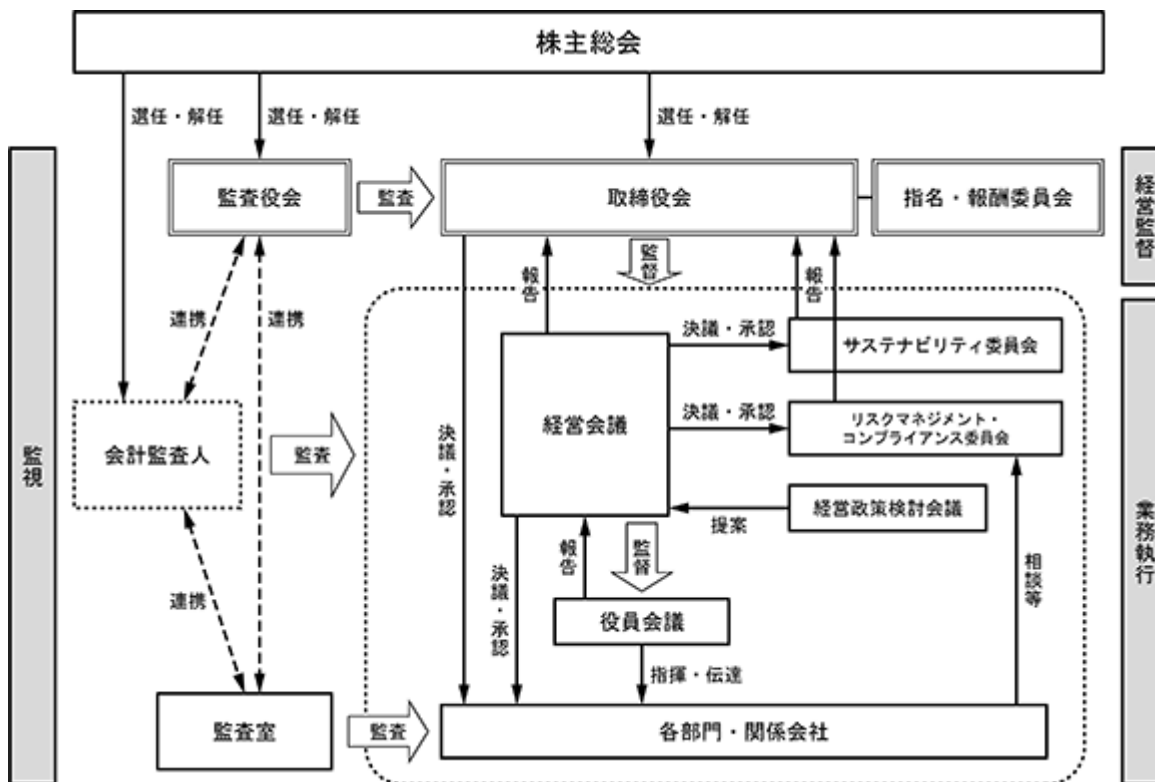 株主総会
選任・解任
選任・解任
選任・解任
監査役会
監査
取締役会
指名・報酬委員会
経営監督
監督
報告
報告
連携
連携
決議・承認
サステナビリティ委員会
経営会議
決議・承認
リスクマネジメント・
コンプライアンス委員会
会計監査人
監査
監視
決議・承認
提案
経営政策検討会議
業務執行
報告
監督
決議・承認
相談等
連携
役員会議
指揮・伝達
監査室
監査
各部門・関係会社